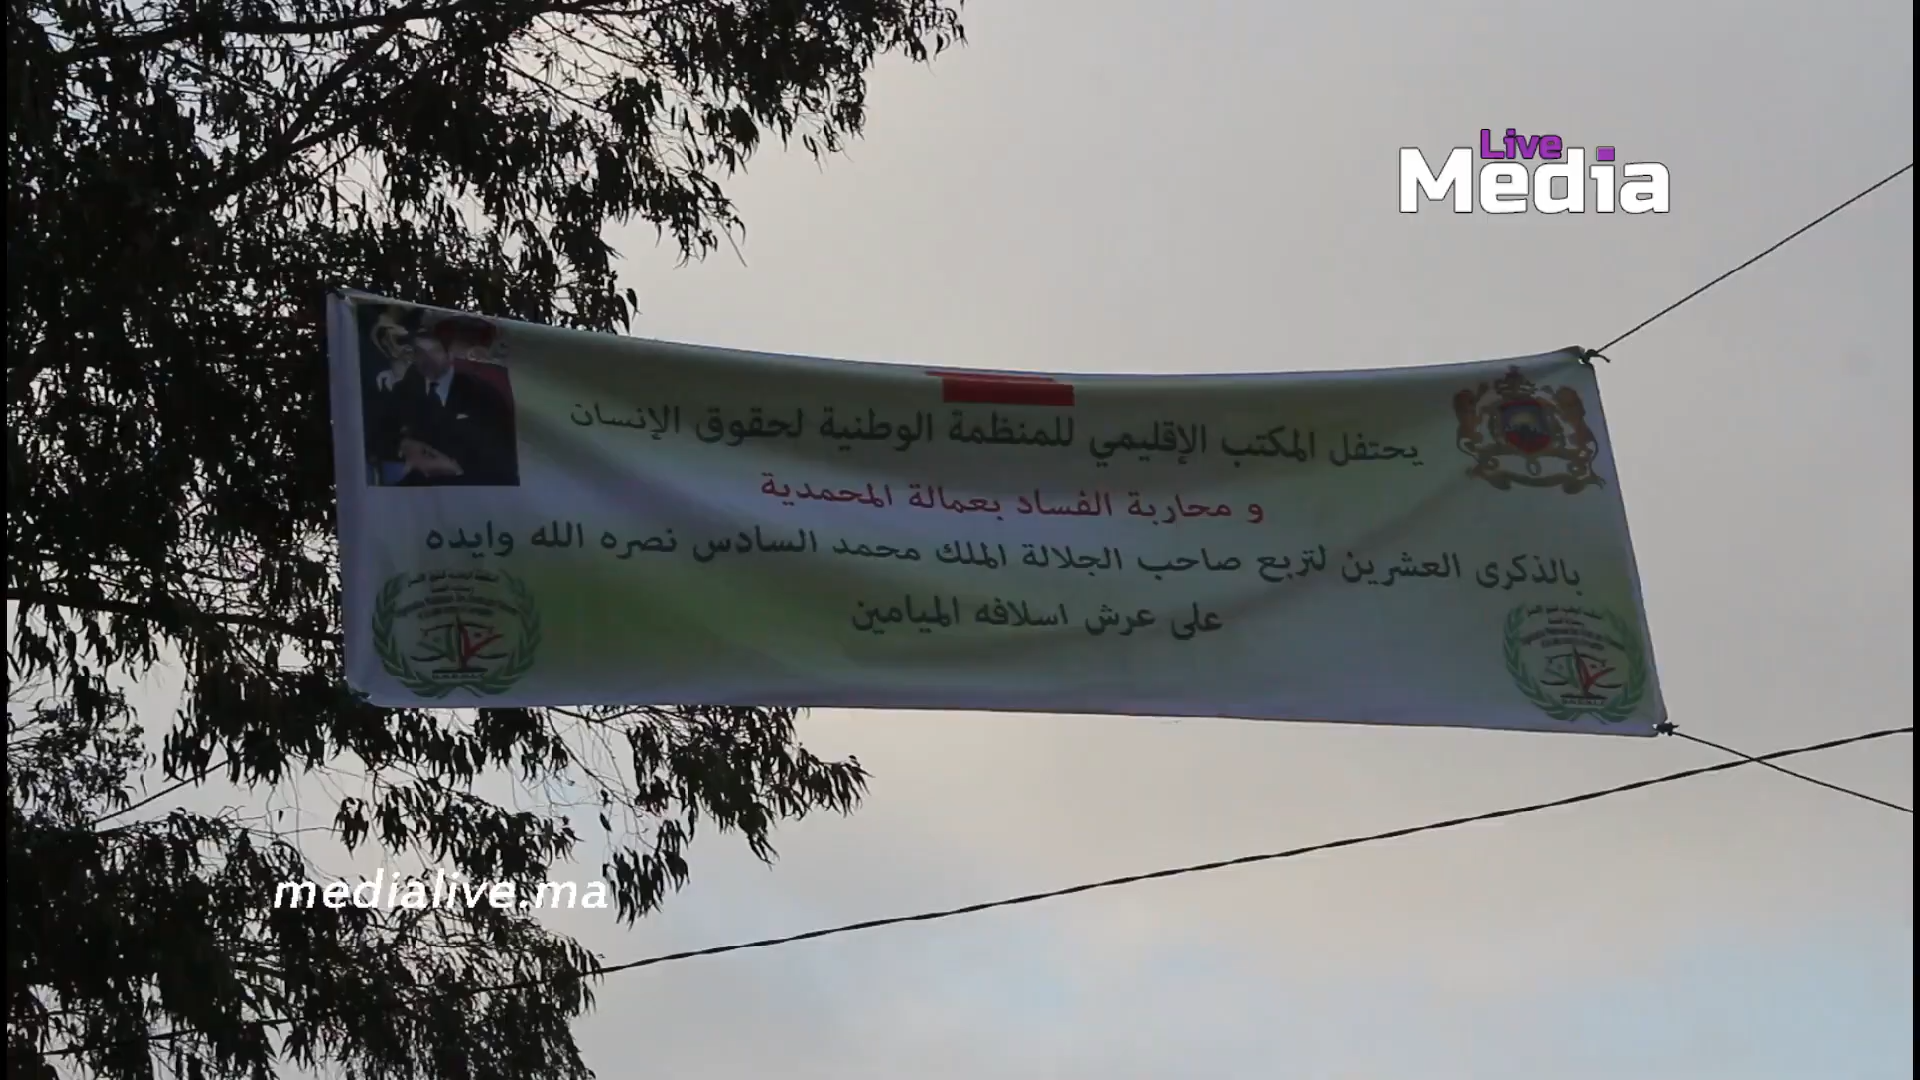 Live
Media
يحتفل المكتب الإقليمي للمنظمة الوطنية لحقوق الإنسان
و محاربة الفساد بعمالة المحمدية
بالذكرى العشرين لتربع صاحب الجلالة الملك محمد السادس نصره الله وايده
على عرش اسلافه الميامين
medialive.ma